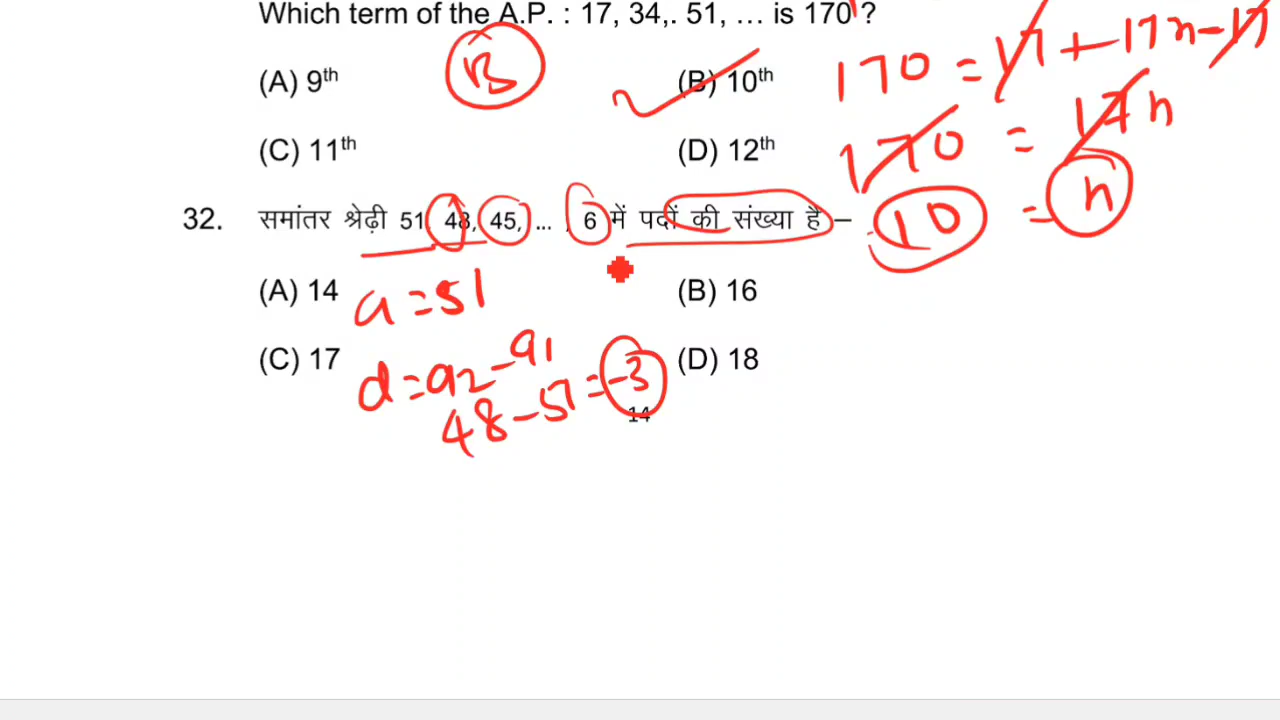 Which term of the A.P. : 17, 34,. 51, ... is 170 ?
170 = 17 + 17n - 17
(A) 9th
B
(B) 10th
170 = 17n
(C) 11th
(D) 12th
10 = n
32. समांतर श्रेढ़ी 51, 48, 45, ... , 6 में पदों की संख्या है –
(A) 14
a = 51
(B) 16
(C) 17
d = a2 - a1
(D) 18
48 - 51 = -3
14